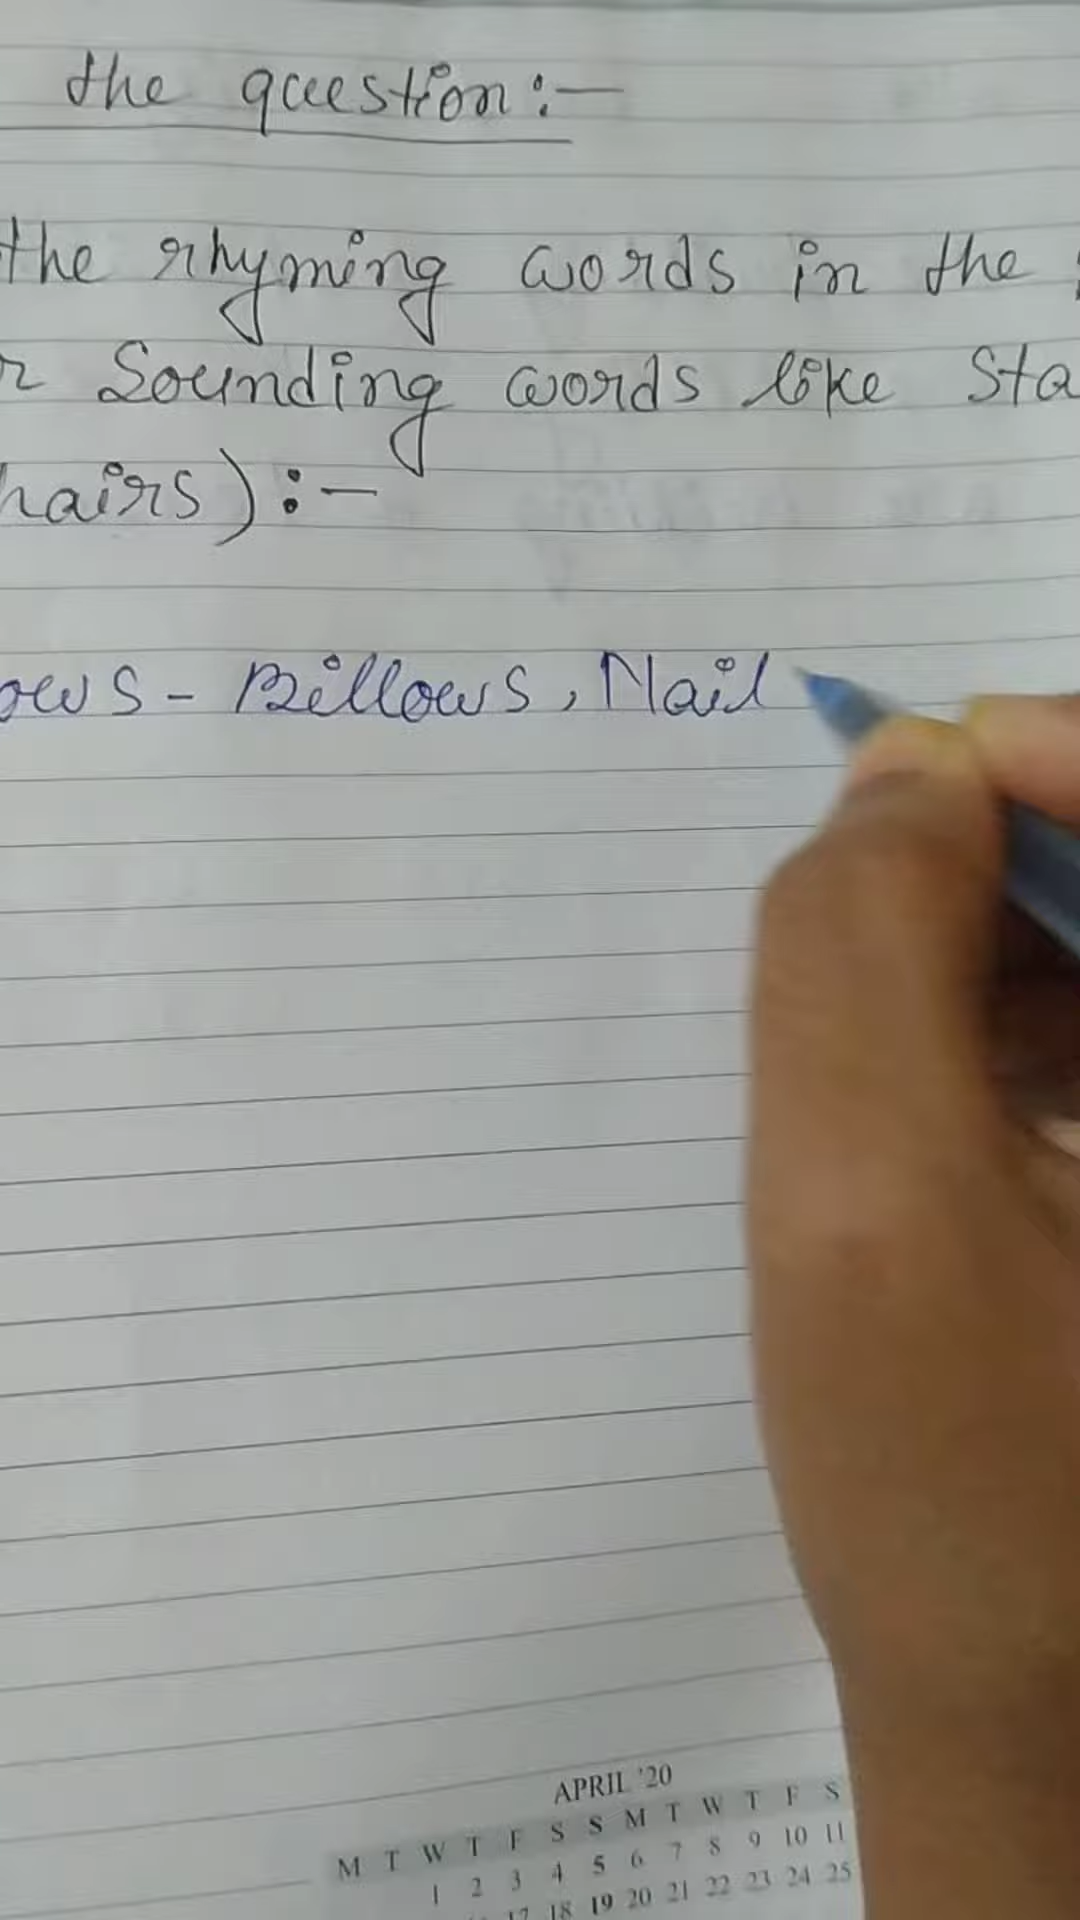 the question:-
the rhyming words in the
Sounding words like Sta
hairs):-
ows - Billows, Nail
APRIL '20
M T W T F S S M T W T F S
1 2 3 4 5 6 7 8 9 10 11
17 18 19 20 21 22 23 24 25